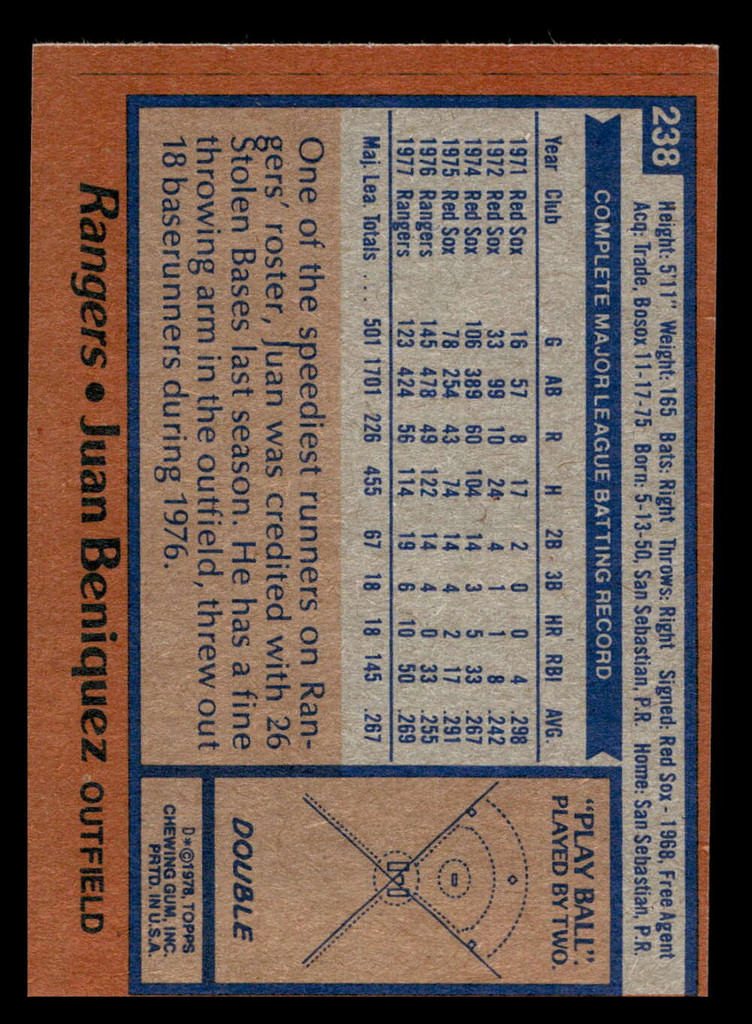 238
Height: 5'11" Weight: 165 Bats: Right Throws: Right Signed: Red Sox - 1968, Free Agent
Acq: Trade, Bosox 11-17-75 Born: 5-13-50, San Sebastian, P.R. Home: San Sebastian, P.R.
COMPLETE MAJOR LEAGUE BATTING RECORD
Year Club G AB R H 2B 3B HR RBI AVG.
1971 Red Sox 16 57 8 17 2 0 0 4 .298
1972 Red Sox 33 99 10 24 4 1 1 8 .242
1974 Red Sox 106 389 60 104 14 3 5 33 .267
1975 Red Sox 78 254 43 74 14 4 2 17 .291
1976 Rangers 145 478 49 122 14 4 0 33 .255
1977 Rangers 123 424 56 114 19 6 10 50 .269
Maj. Lea. Totals . . . 501 1701 226 455 67 18 18 145 .267
One of the speediest runners on Ran-
gers' roster, Juan was credited with 26
Stolen Bases last season. He has a fine
throwing arm in the outfield, threw out
18 baserunners during 1976.
"PLAY BALL"
PLAYED BY TWO.
DOUBLE
D*©1978 TOPPS
CHEWING GUM, INC.
PRTD. IN U.S.A.
Rangers • Juan Beniquez OUTFIELD